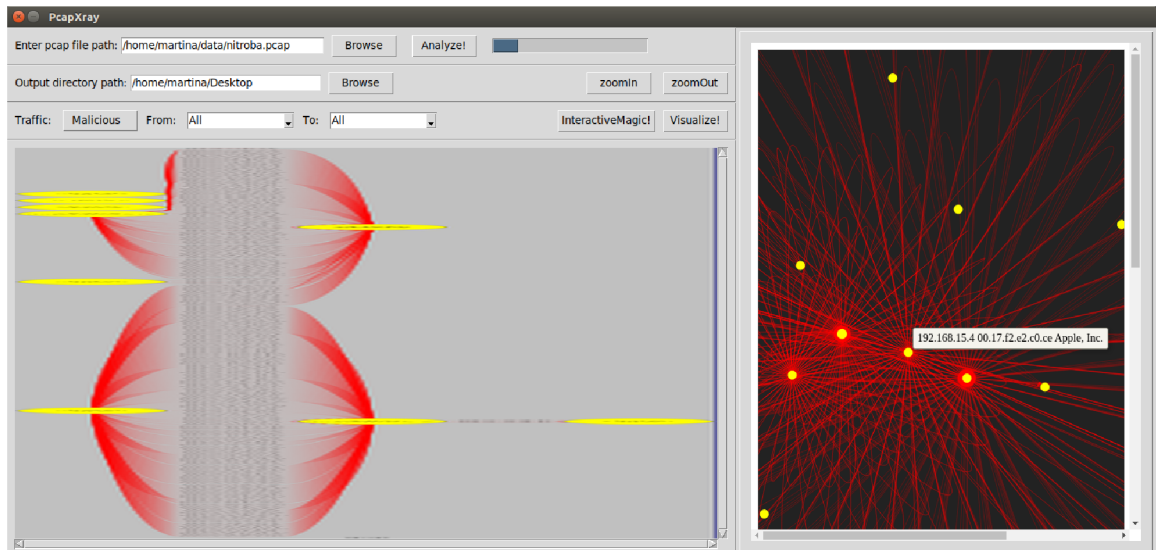 PcapXray
Enter pcap file path: /home/martina/data/nitroba.pcap Browse Analyze!
Output directory path: /home/martina/Desktop Browse zoomIn zoomOut
Traffic: Malicious From: All To: All InteractiveMagic! Visualize!
192.168.15.4 00.17.f2.e2.c0.ce Apple, Inc.